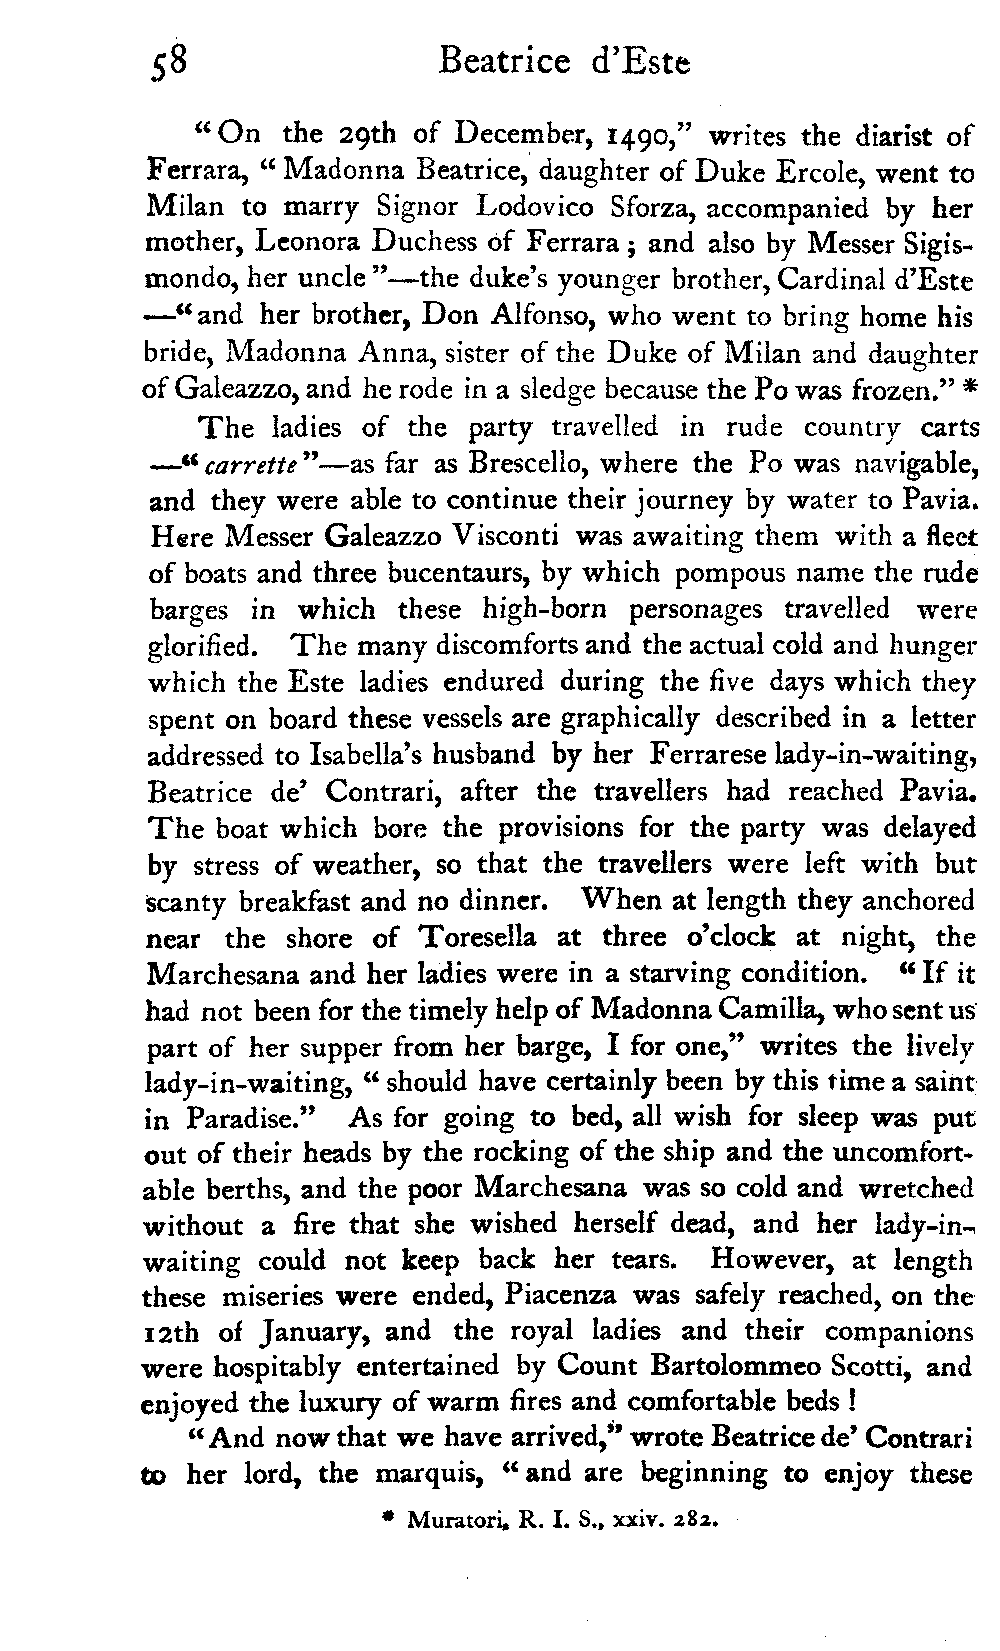 58 Beatrice d'Este
“On the 29th of December, 1490,” writes the diarist of
Ferrara, “Madonna Beatrice, daughter of Duke Ercole, went to
Milan to marry Signor Lodovico Sforza, accompanied by her
mother, Leonora Duchess of Ferrara; and also by Messer Sigis-
mondo, her uncle”—the duke's younger brother, Cardinal d'Este
—“and her brother, Don Alfonso, who went to bring home his
bride, Madonna Anna, sister of the Duke of Milan and daughter
of Galeazzo, and he rode in a sledge because the Po was frozen.” *
The ladies of the party travelled in rude country carts
—“carrette”—as far as Brescello, where the Po was navigable,
and they were able to continue their journey by water to Pavia.
Here Messer Galeazzo Visconti was awaiting them with a fleet
of boats and three bucentaurs, by which pompous name the rude
barges in which these high-born personages travelled were
glorified. The many discomforts and the actual cold and hunger
which the Este ladies endured during the five days which they
spent on board these vessels are graphically described in a letter
addressed to Isabella's husband by her Ferrarese lady-in-waiting,
Beatrice de' Contrari, after the travellers had reached Pavia.
The boat which bore the provisions for the party was delayed
by stress of weather, so that the travellers were left with but
scanty breakfast and no dinner. When at length they anchored
near the shore of Toresella at three o'clock at night, the
Marchesana and her ladies were in a starving condition. “If it
had not been for the timely help of Madonna Camilla, who sent us
part of her supper from her barge, I for one,” writes the lively
lady-in-waiting, “should have certainly been by this time a saint
in Paradise.” As for going to bed, all wish for sleep was put
out of their heads by the rocking of the ship and the uncomfort-
able berths, and the poor Marchesana was so cold and wretched
without a fire that she wished herself dead, and her lady-in-
waiting could not keep back her tears. However, at length
these miseries were ended, Piacenza was safely reached, on the
12th of January, and the royal ladies and their companions
were hospitably entertained by Count Bartolommeo Scotti, and
enjoyed the luxury of warm fires and comfortable beds!
“And now that we have arrived,” wrote Beatrice de' Contrari
to her lord, the marquis, “and are beginning to enjoy these
* Muratori, R. I. S., xxiv. 282.